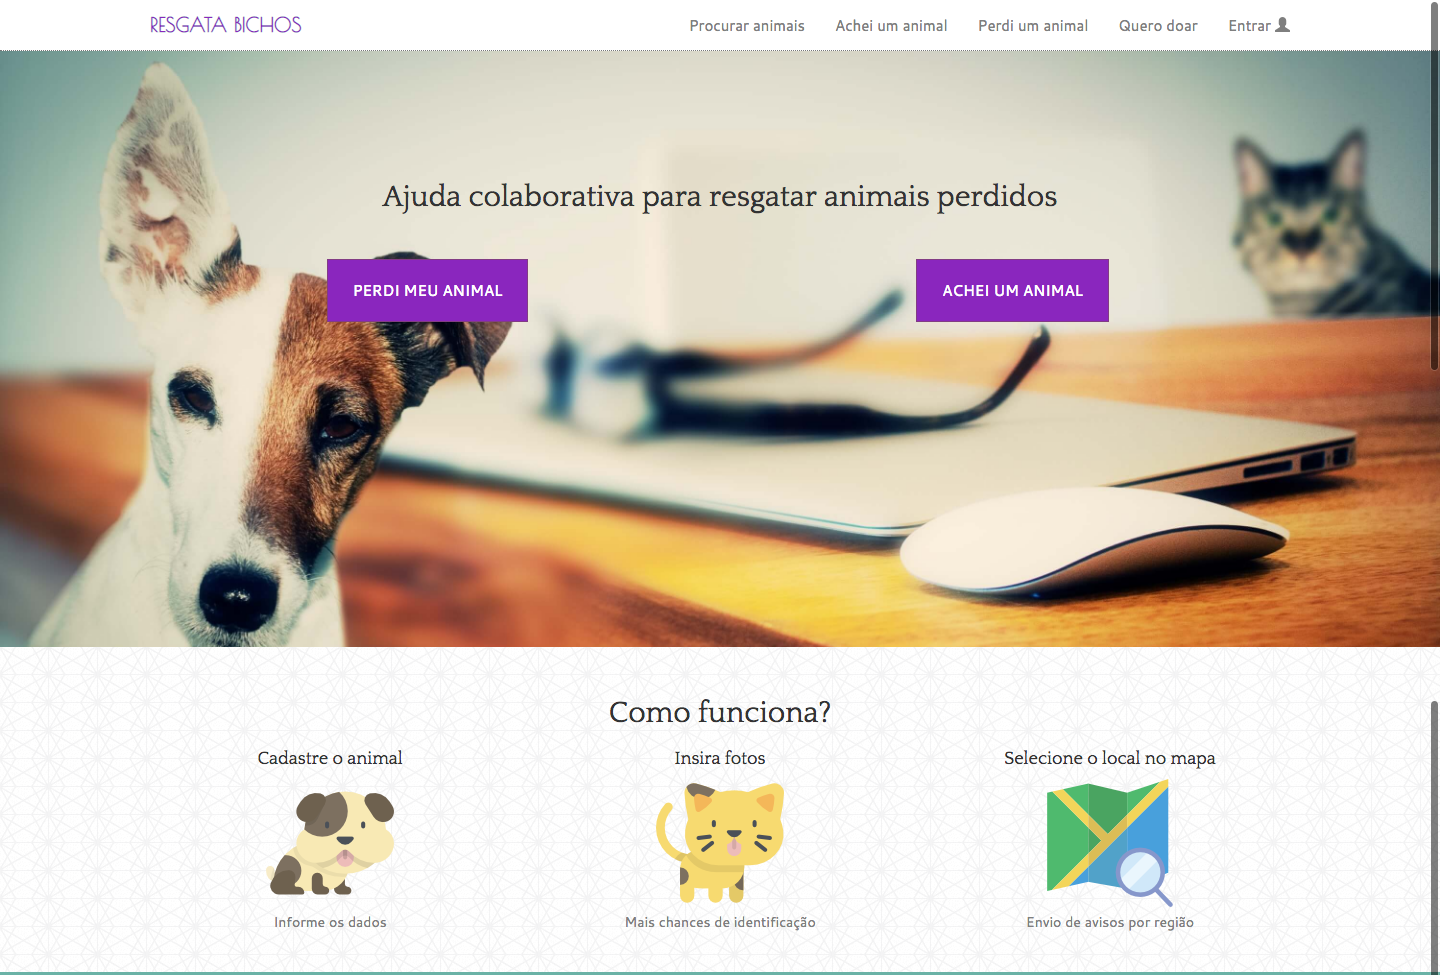 RESGATA BICHOS
Procurar animais
Achei um animal
Perdi um animal
Quero doar
Entrar
Ajuda colaborativa para resgatar animais perdidos
PERDI MEU ANIMAL
ACHEI UM ANIMAL
Como funciona?
Cadastre o animal
Insira fotos
Selecione o local no mapa
Informe os dados
Mais chances de identificação
Envio de avisos por região